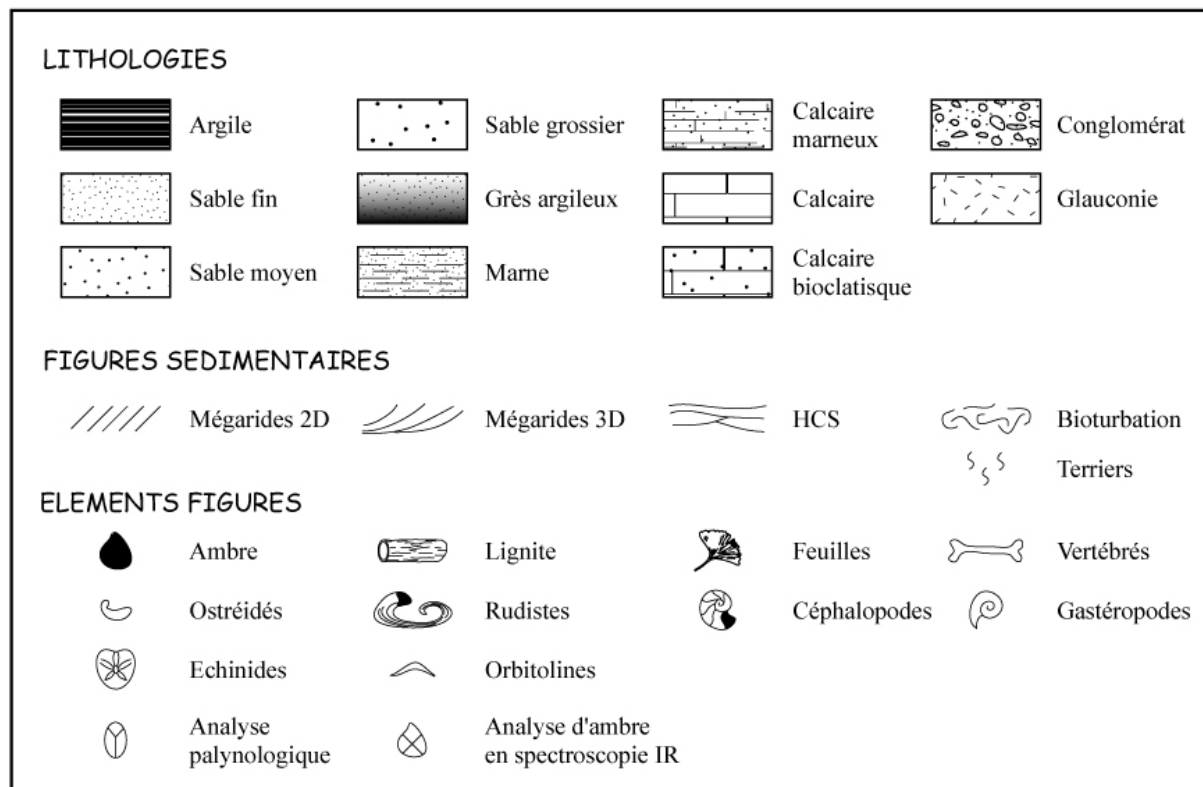 LITHOLOGIES
Argile
Sable grossier
Calcaire
marneux
Conglomérat
Sable fin
Grès argileux
Calcaire
Glauconie
Sable moyen
Marne
Calcaire
bioclatisque
FIGURES SEDIMENTAIRES
Mégarides 2D
Mégarides 3D
HCS
Bioturbation
Terriers
ELEMENTS FIGURES
Ambre
Lignite
Feuilles
Vertébrés
Ostréidés
Rudistes
Céphalopodes
Gastéropodes
Echinides
Orbitolines
Analyse
palynologique
Analyse d'ambre
en spectroscopie IR